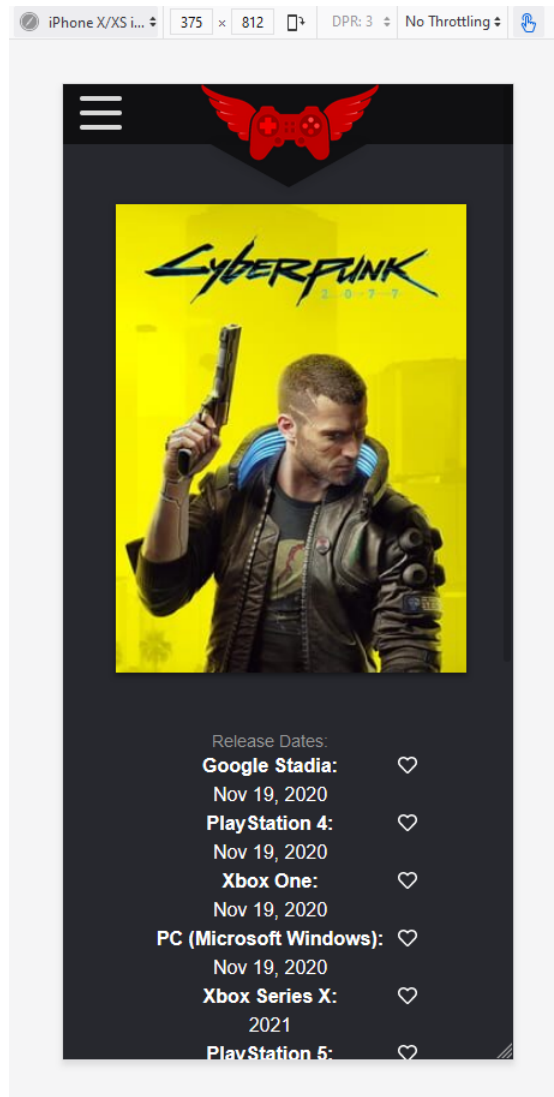 iPhone X/XS i...
375 × 812
DPR: 3
No Throttling
CYBERPUNK
2077
Release Dates:
Google Stadia:
Nov 19, 2020
PlayStation 4:
Nov 19, 2020
Xbox One:
Nov 19, 2020
PC (Microsoft Windows):
Nov 19, 2020
Xbox Series X:
2021
PlayStation 5: